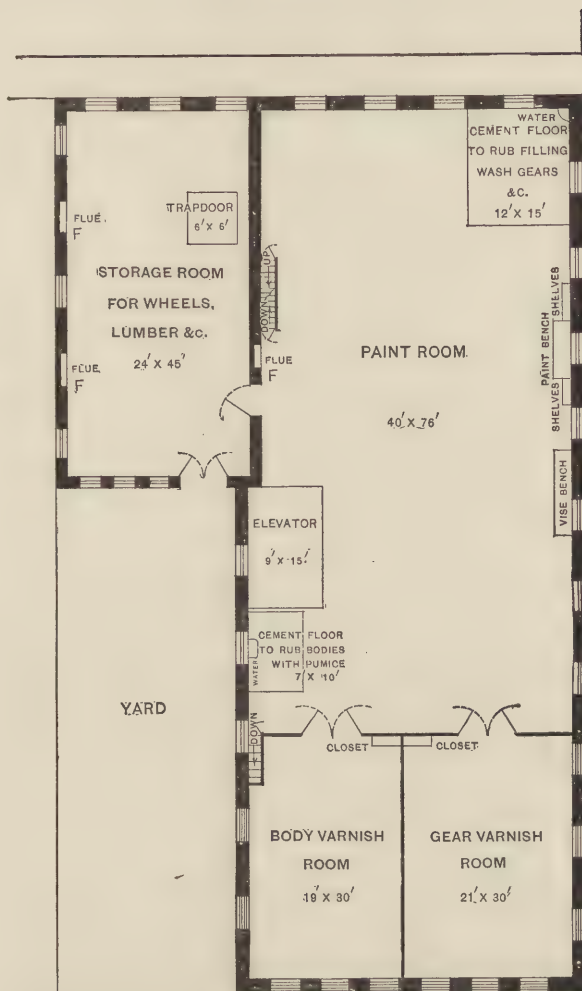 WATER
CEMENT FLOOR
TO RUB FILLING
WASH GEARS
&C.
12' X 15'
TRAPDOOR
6' X 6'
FLUE.
F
STORAGE ROOM
FOR WHEELS,
LUMBER &c.
24' X 45'
FLUE
F
UP
DOWN
FLUE
F
PAINT ROOM.
40' X 76'
SHELVES
PAINT BENCH
SHELVES
VISE BENCH
ELEVATOR
9' X 15'
CEMENT FLOOR
TO RUB BODIES
WITH PUMICE
7' X 10'
WATER
YARD
DOWN
CLOSET
CLOSET.
BODY VARNISH
ROOM
19' X 30'
GEAR VARNISH
ROOM
21' X 30'